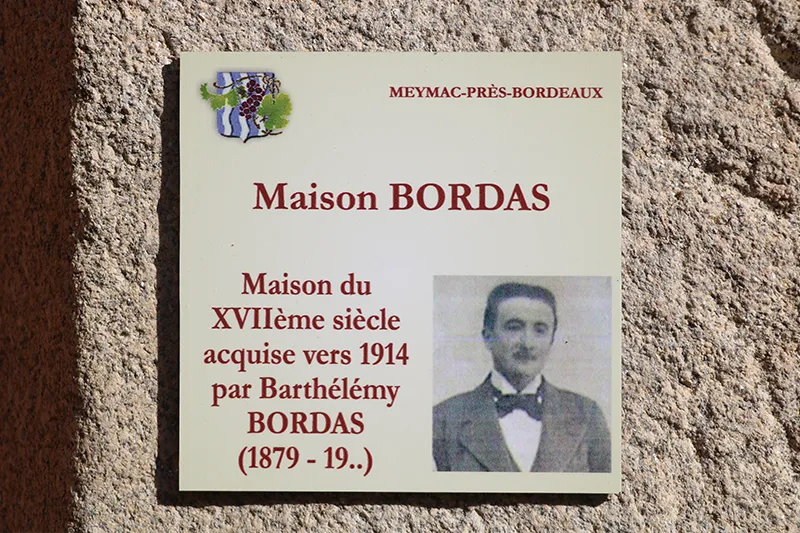 MEYMAC-PRÈS-BORDEAUX
Maison BORDAS
Maison du
XVIIème siècle
acquise vers 1914
par Barthélémy
BORDAS
(1879 - 19..)